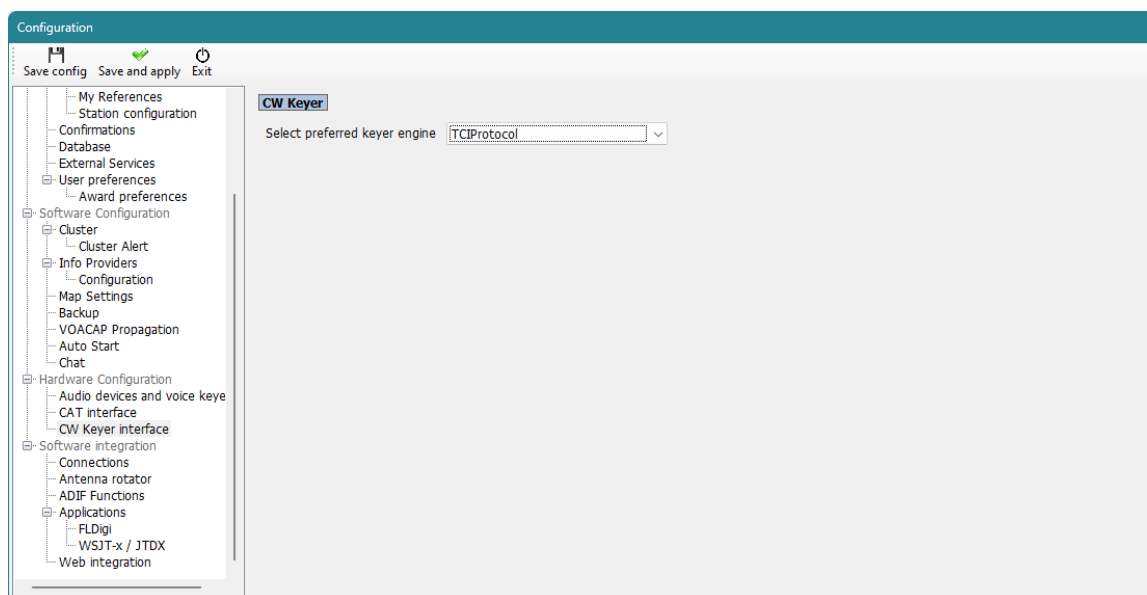 Configuration
Save config Save and apply Exit
My References
Station configuration
Confirmations
Database
External Services
User preferences
Award preferences
Software Configuration
Cluster
Cluster Alert
Info Providers
Configuration
Map Settings
Backup
VOACAP Propagation
Auto Start
Chat
Hardware Configuration
Audio devices and voice keye
CAT interface
CW Keyer interface
Software integration
Connections
Antenna rotator
ADIF Functions
Applications
FLDigi
WSJT-x / JTDX
Web integration
CW Keyer
Select preferred keyer engine TCIProtocol